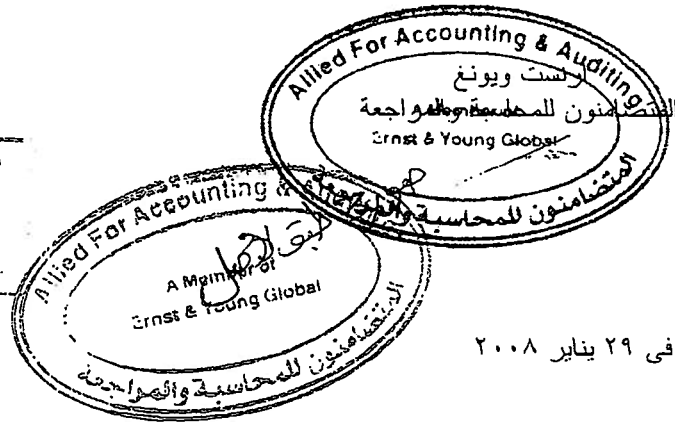 Allied For Accounting & Auditing
ارنست ويونغ
المتضامنون للمحاسبة والمراجعة
Ernst & Young Global
المتضامنون للمحاسبة والمراجعة
Allied For Accounting &
A Member of
Ernst & Young Global
المتضامنون للمحاسبة والمراجعة
فى ٢٩ يناير ٢٠٠٨